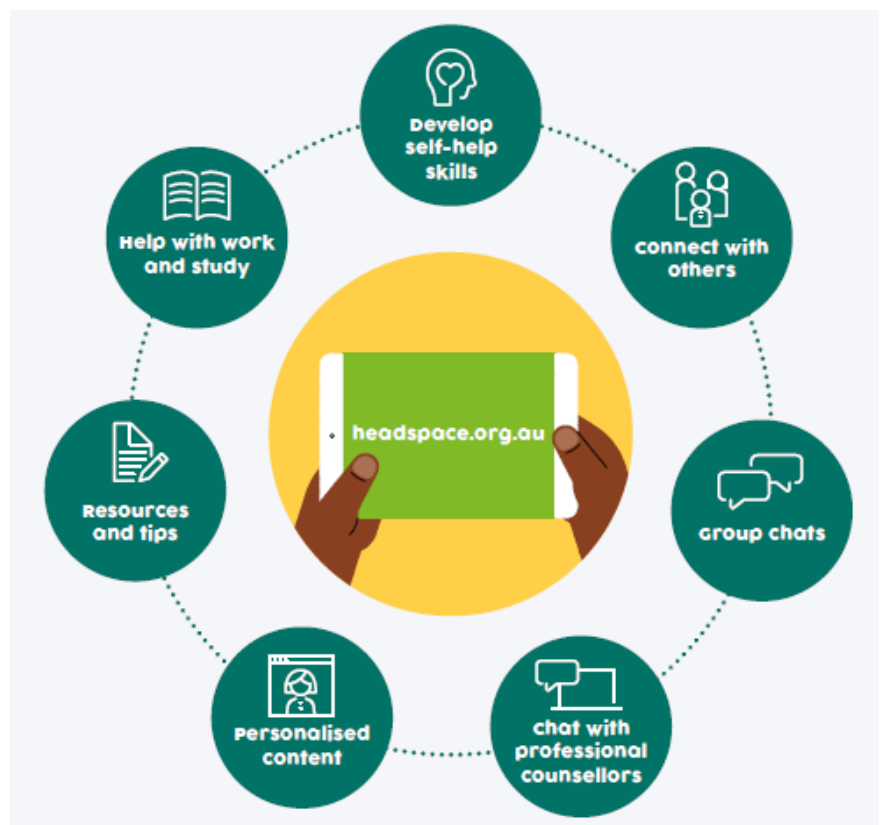 Develop
self-help
skills
connect with
others
Group chats
chat with
professional
counsellors
Personalised
content
Resources
and tips
Help with work
and study
headspace.org.au